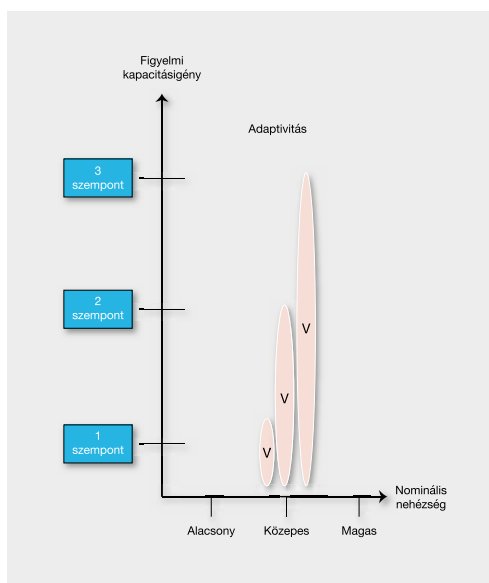 Figyelmi
kapacitásigény
Adaptivitás
3
szempont
2
szempont
V
V
1
szempont
V
Nominális
nehézség
Alacsony
Közepes
Magas